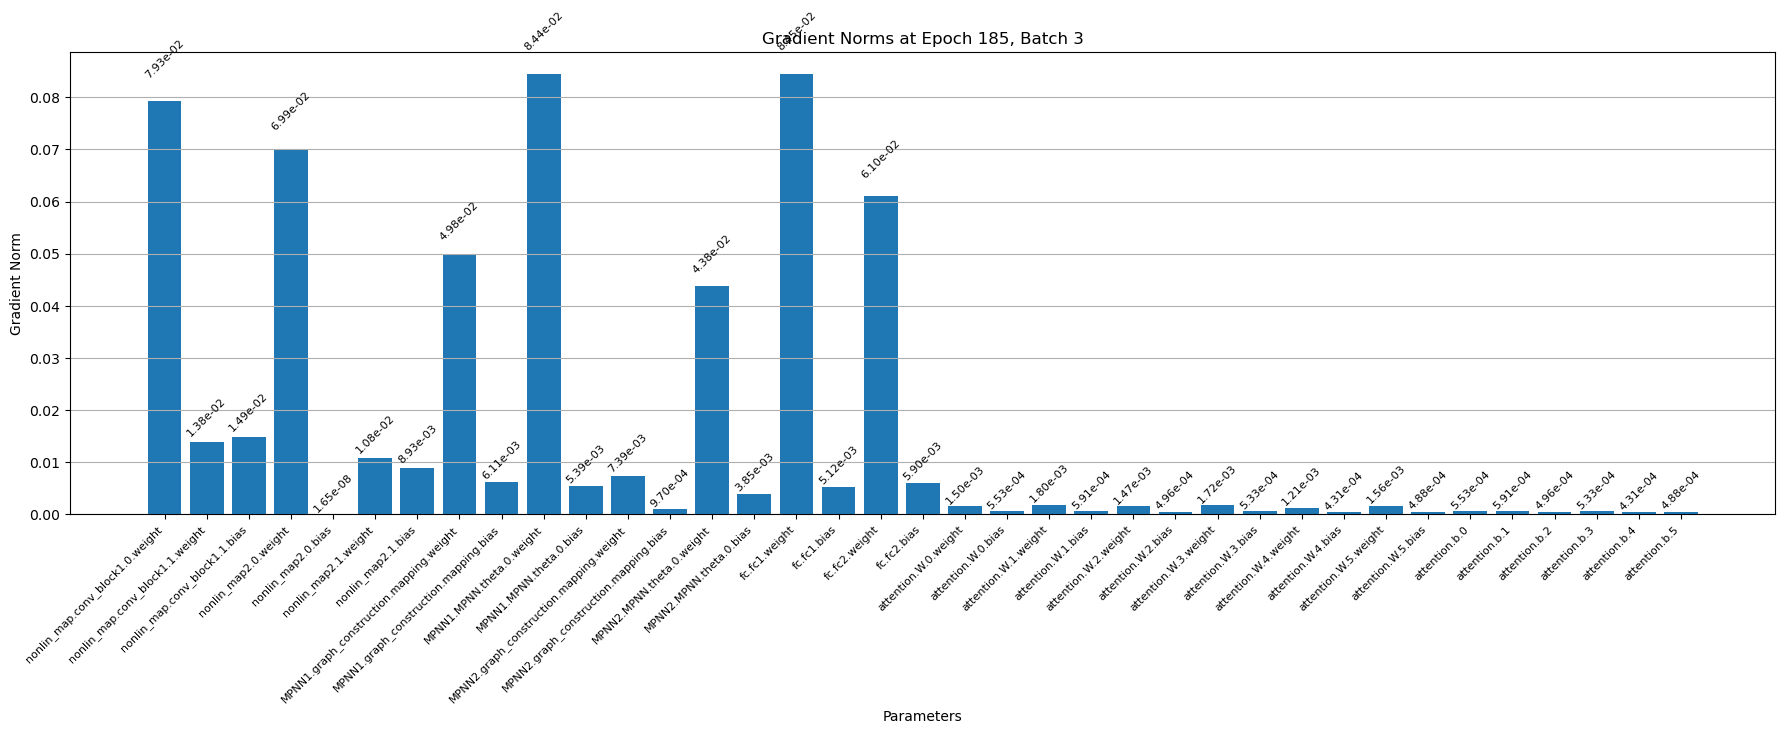 Gradient Norms at Epoch 185, Batch 3
Gradient Norm
0.08
0.07
0.06
0.05
0.04
0.03
0.02
0.01
0.00
7.93e-02
1.38e-02
1.49e-02
6.99e-02
1.65e-08
1.08e-02
8.93e-03
4.98e-02
6.11e-03
8.44e-02
5.39e-03
7.39e-03
9.70e-04
4.38e-02
3.85e-03
5.12e-03
6.10e-02
5.90e-03
1.50e-03
5.53e-04
1.80e-03
5.91e-04
1.47e-03
4.96e-04
1.72e-03
5.33e-04
1.21e-03
4.31e-04
1.56e-03
4.88e-04
5.53e-04
5.91e-04
4.96e-04
5.33e-04
4.31e-04
4.88e-04
nonlin_map.conv_block1.0.weight
nonlin_map.conv_block1.1.weight
nonlin_map.conv_block1.1.bias
nonlin_map2.0.weight
nonlin_map2.0.bias
nonlin_map2.1.weight
nonlin_map2.1.bias
MPNN1.graph_construction.mapping.weight
MPNN1.graph_construction.mapping.bias
MPNN1.MPNN.theta.0.weight
MPNN1.MPNN.theta.0.bias
MPNN2.graph_construction.mapping.weight
MPNN2.graph_construction.mapping.bias
MPNN2.MPNN.theta.0.weight
MPNN2.MPNN.theta.0.bias
fc.fc1.weight
fc.fc1.bias
fc.fc2.weight
fc.fc2.bias
attention.W.0.weight
attention.W.0.bias
attention.W.1.weight
attention.W.1.bias
attention.W.2.weight
attention.W.2.bias
attention.W.3.weight
attention.W.3.bias
attention.W.4.weight
attention.W.4.bias
attention.W.5.weight
attention.W.5.bias
attention.b.0
attention.b.1
attention.b.2
attention.b.3
attention.b.4
attention.b.5
Parameters